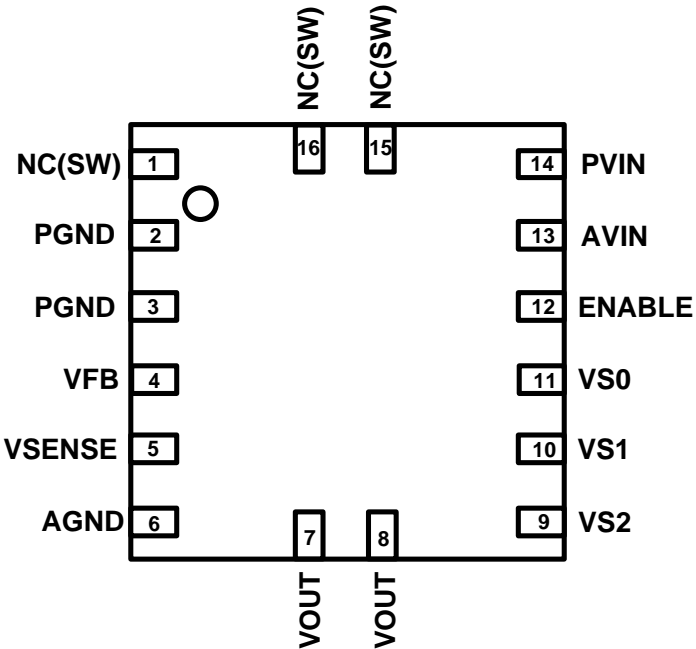 NC(SW) NC(SW)
16 15
NC(SW) 1 14 PVIN
PGND 2 13 AVIN
PGND 3 12 ENABLE
VFB 4 11 VS0
VSENSE 5 10 VS1
AGND 6 9 VS2
7 8
VOUT VOUT